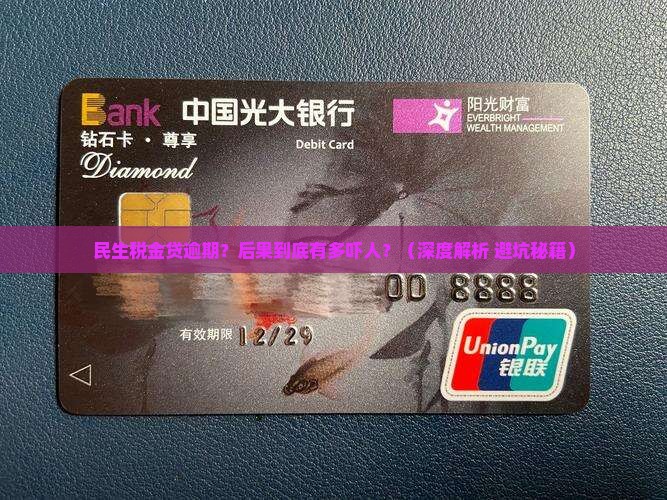 Bank 中国光大银行
阳光财富
EVERBRIGHT
WEALTH MANAGEMENT
钻石卡 · 尊享
Debit Card
Diamond
民生税金贷逾期？后果到底有多吓人？（深度解析 避坑秘籍）
00 8888
有效期限 12/29
UnionPay
银联